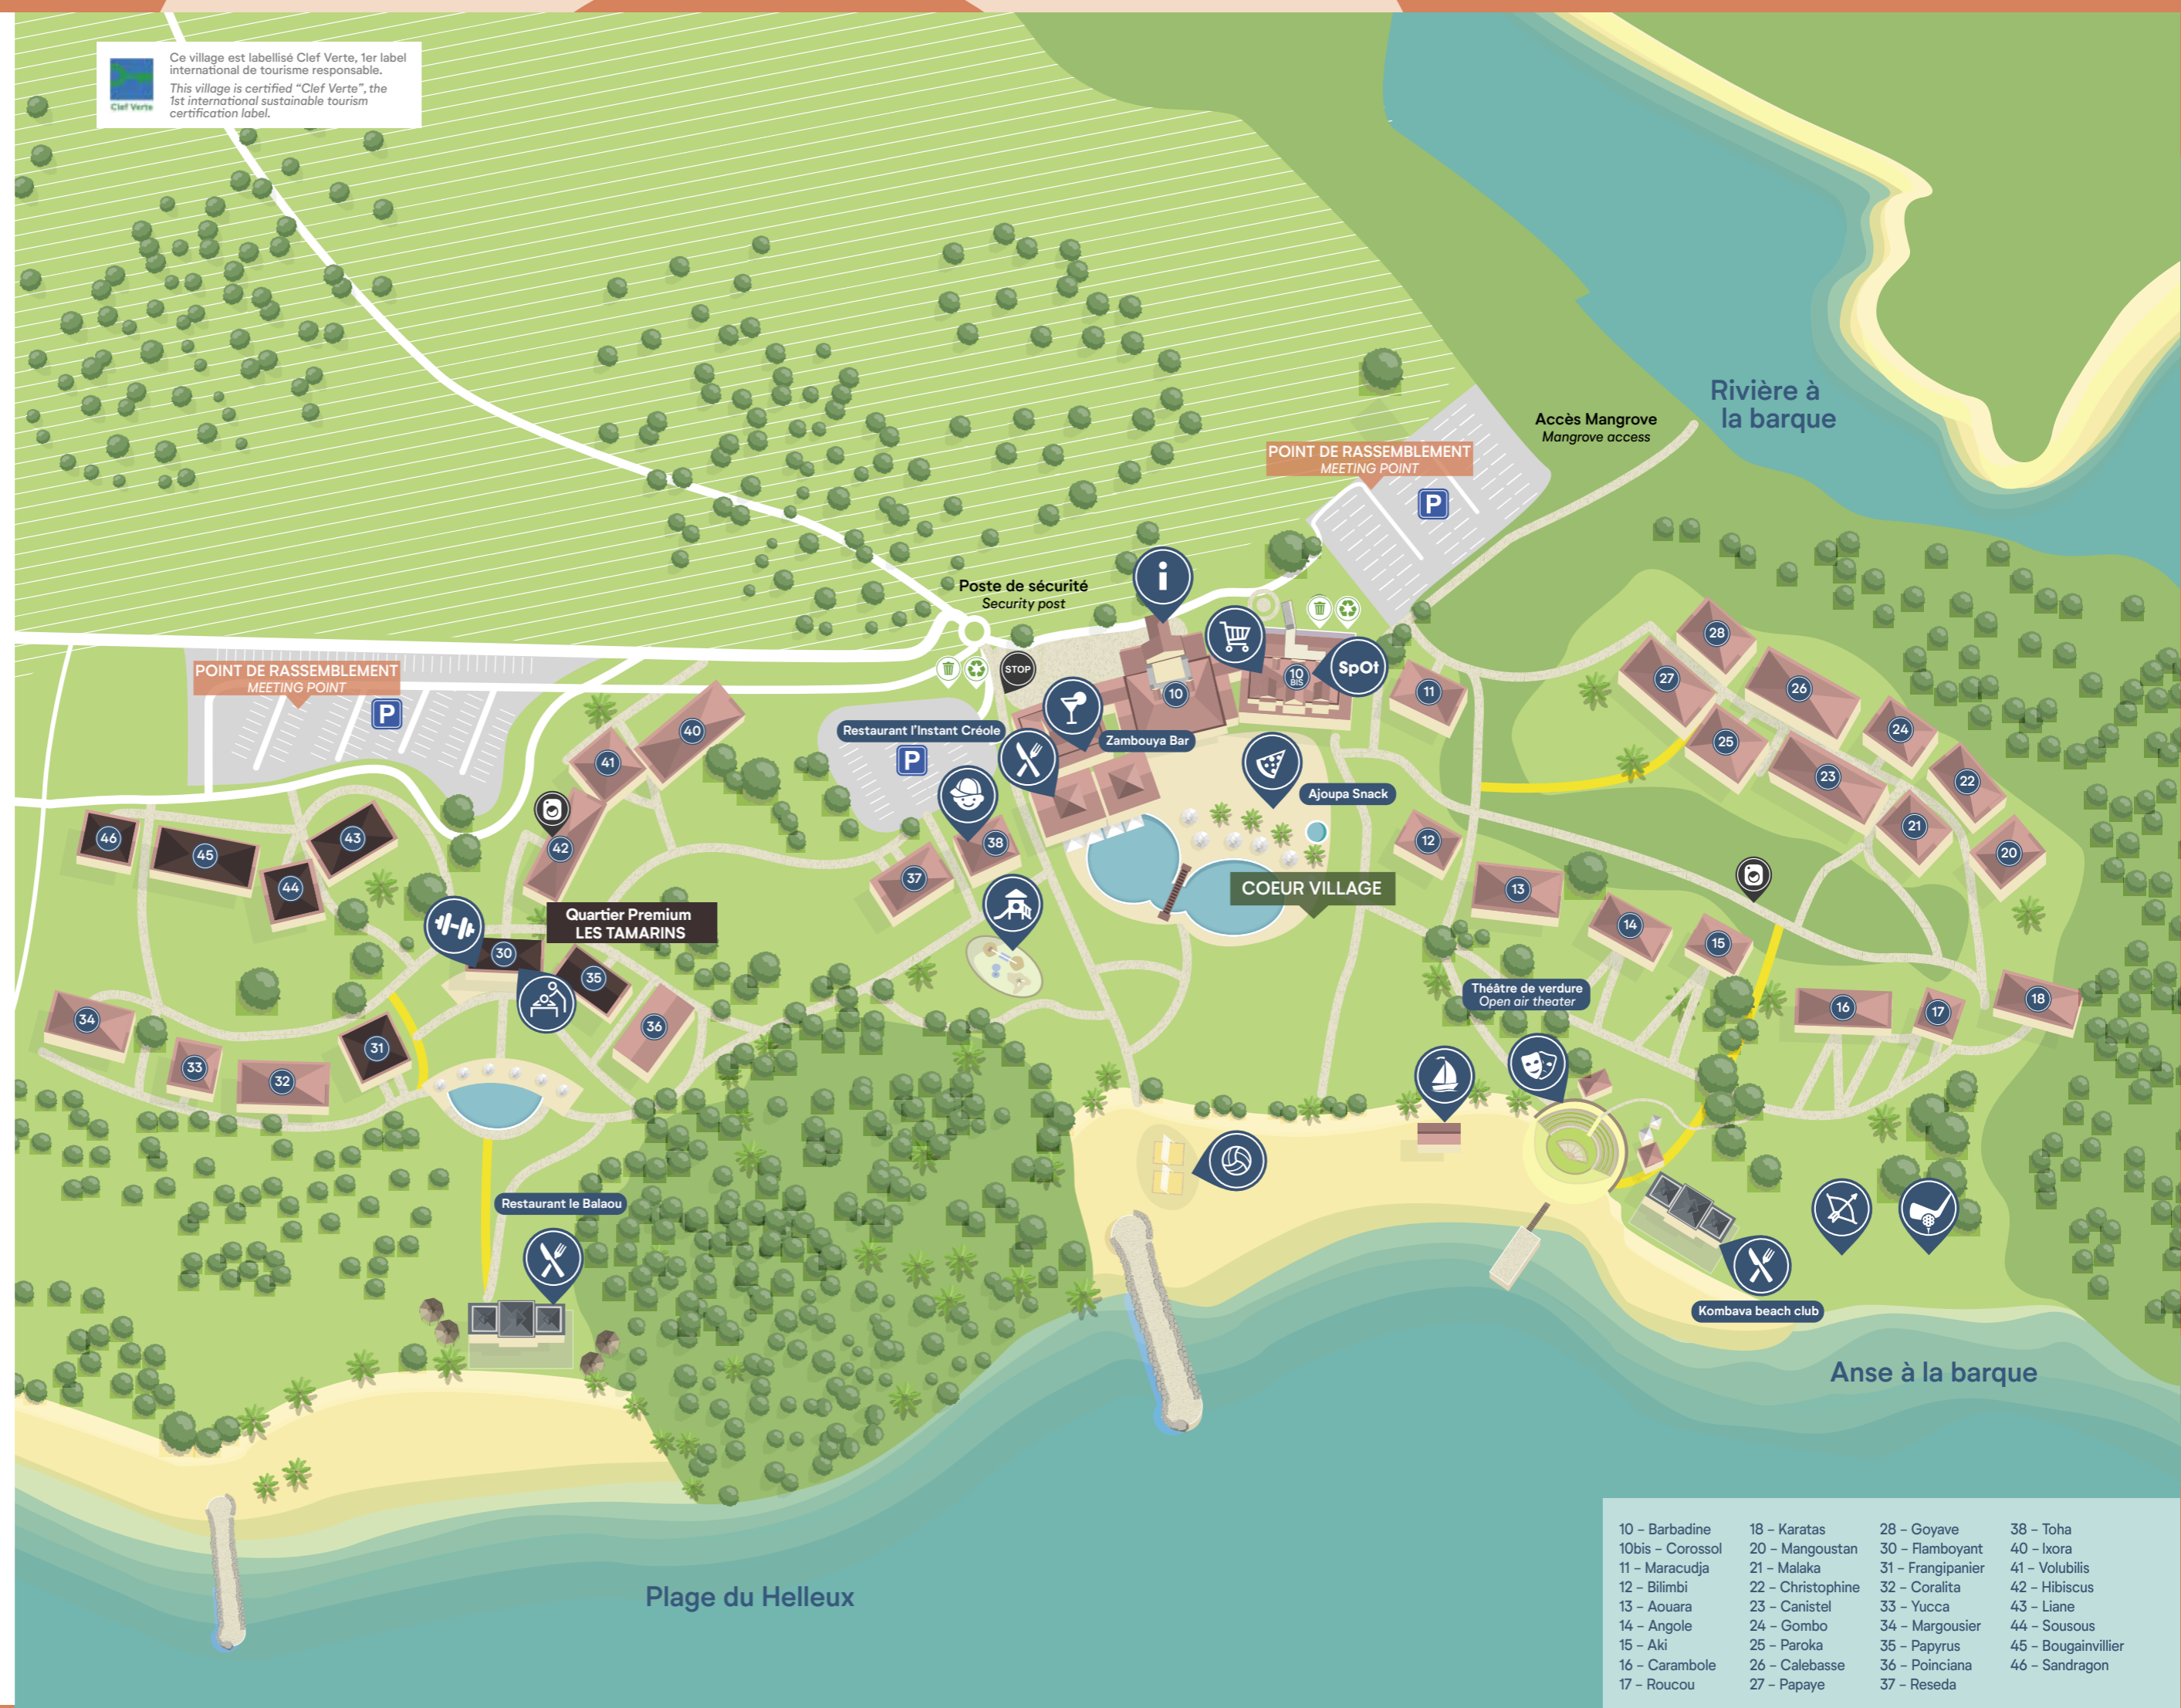 Ce village est labellisé Clef Verte, 1er label
international de tourisme responsable.
This village is certified “Clef Verte”, the
1st international sustainable tourism
certification label.
Clef Verte
Rivière à
la barque
Accès Mangrove
Mangrove access
POINT DE RASSEMBLEMENT
MEETING POINT
P
Poste de sécurité
Security post
i
STOP
SpOt
10
10
BIS
11
28
27
26
25
24
23
22
21
20
POINT DE RASSEMBLEMENT
MEETING POINT
P
40
41
42
Restaurant l'Instant Créole
P
Zambouya Bar
Ajoupa Snack
46
45
43
44
38
37
12
13
14
15
COEUR VILLAGE
Quartier Premium
LES TAMARINS
30
35
36
34
33
32
31
Théâtre de verdure
Open air theater
16
17
18
Restaurant le Balaou
Kombava beach club
Anse à la barque
Plage du Helleux
10 – Barbadine
10bis – Corossol
11 – Maracudja
12 – Bilimbi
13 – Aouara
14 – Angole
15 – Aki
16 – Carambole
17 – Roucou
18 – Karatas
20 – Mangoustan
21 – Malaka
22 – Christophine
23 – Canistel
24 – Gombo
25 – Paroka
26 – Calebasse
27 – Papaye
28 – Goyave
30 – Flamboyant
31 – Frangipanier
32 – Coralita
33 – Yucca
34 – Margousier
35 – Papyrus
36 – Poinciana
37 – Reseda
38 – Toha
40 – Ixora
41 – Volubilis
42 – Hibiscus
43 – Liane
44 – Sousous
45 – Bougainvillier
46 – Sandragon